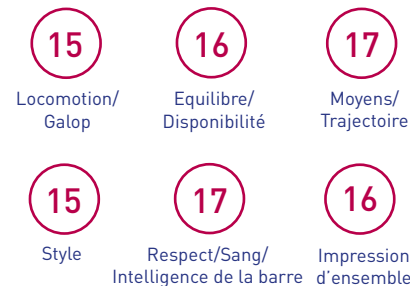 15 16 17
Locomotion/ Equilibre/ Moyens/
Galop Disponibilité Trajectoire
15 17 16
Style Respect/Sang/ Impression
Intelligence de la barre d'ensemble